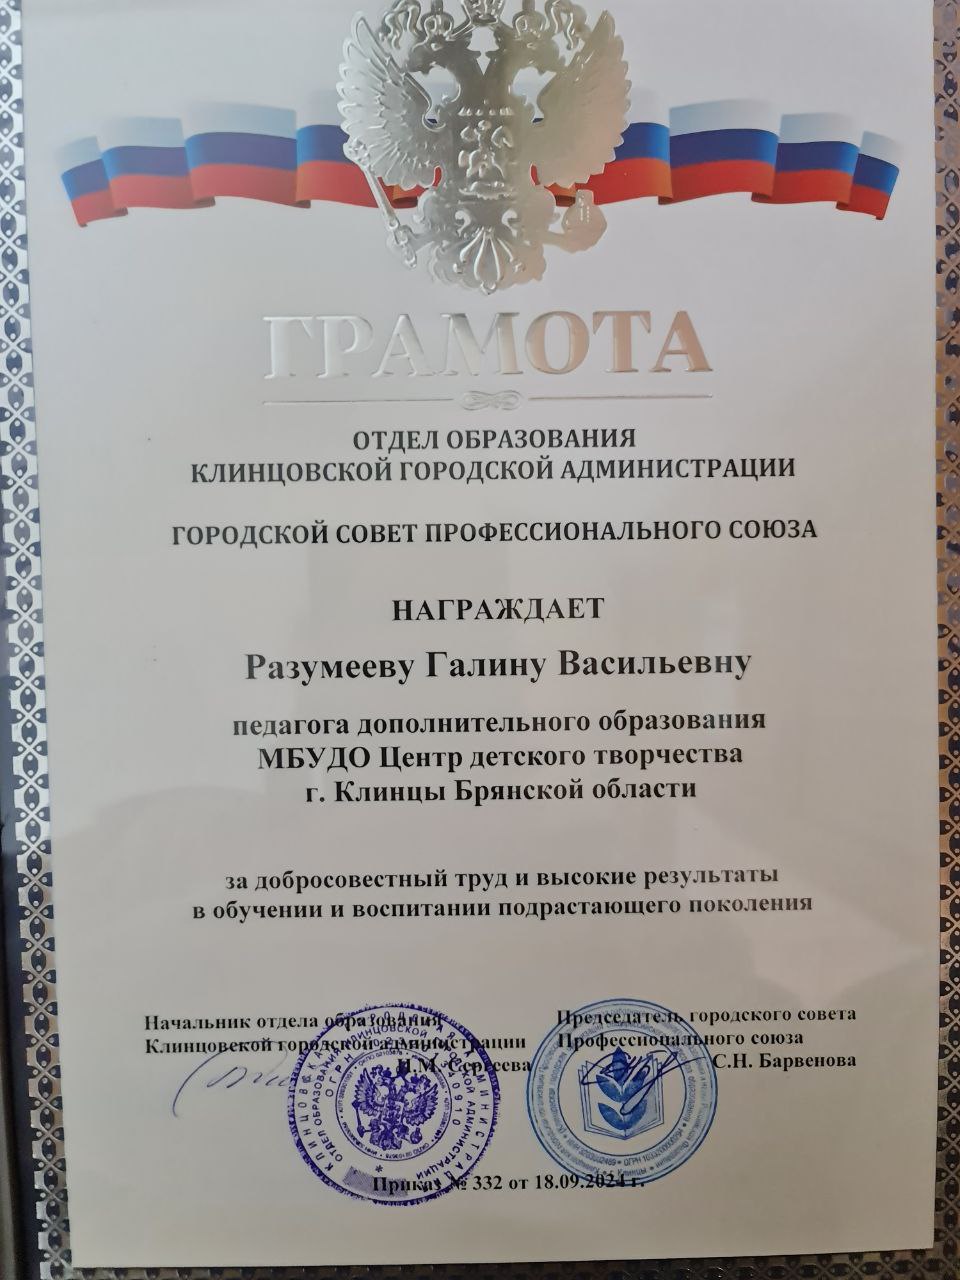 ГРАМОТА
ОТДЕЛ ОБРАЗОВАНИЯ
КЛИНЦОВСКОЙ ГОРОДСКОЙ АДМИНИСТРАЦИИ
ГОРОДСКОЙ СОВЕТ ПРОФЕССИОНАЛЬНОГО СОЮЗА
НАГРАЖДАЕТ
Разумееву Галину Васильевну
педагога дополнительного образования
МБУДО Центр детского творчества
г. Клинцы Брянской области
за добросовестный труд и высокие результаты
в обучении и воспитании подрастающего поколения
Начальник отдела образования
Клинцовской городской администрации
Н.М. Сергеева
Председатель городского совета
Профессионального союза
С.Н. Барвенова
Приказ № 332 от 18.09.2024 г.